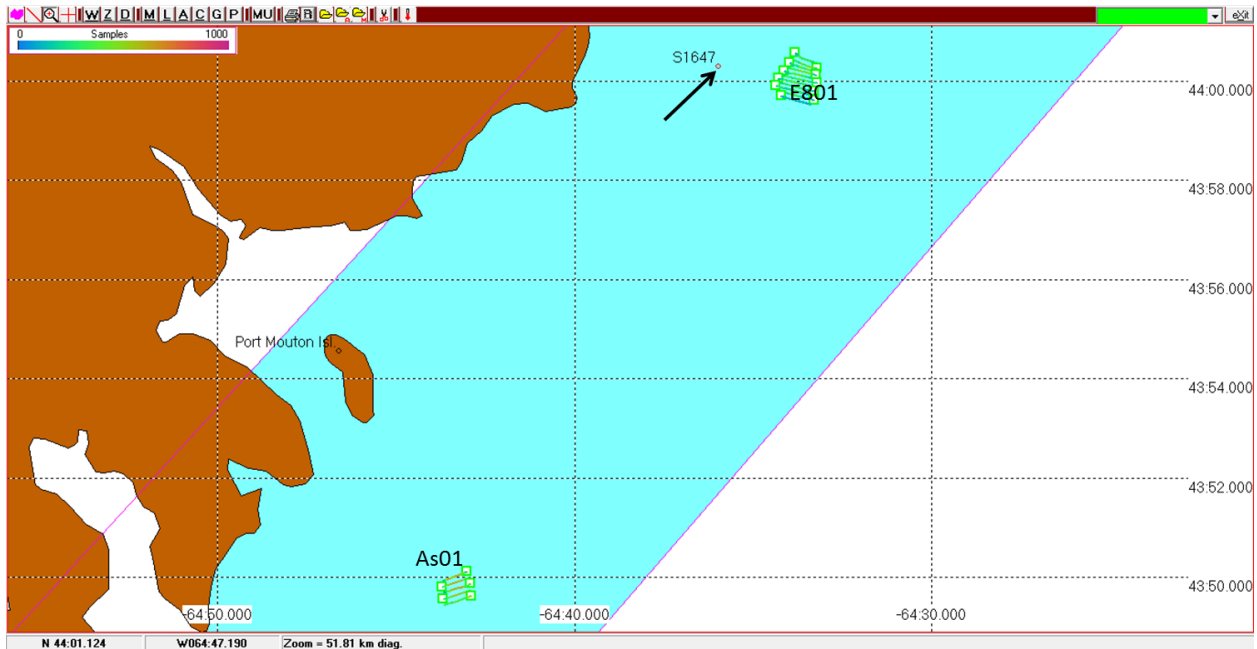 W Z D M L A C G P MU R eXit
0 Samples 1000
S1647
E801
44:00.000
43:58.000
43:56.000
Port Mouton Isl.
43:54.000
43:52.000
As01
43:50.000
-64:50.000 -64:40.000 -64:30.000
N 44:01.124 W064:47.190 Zoom = 51.81 km diag.